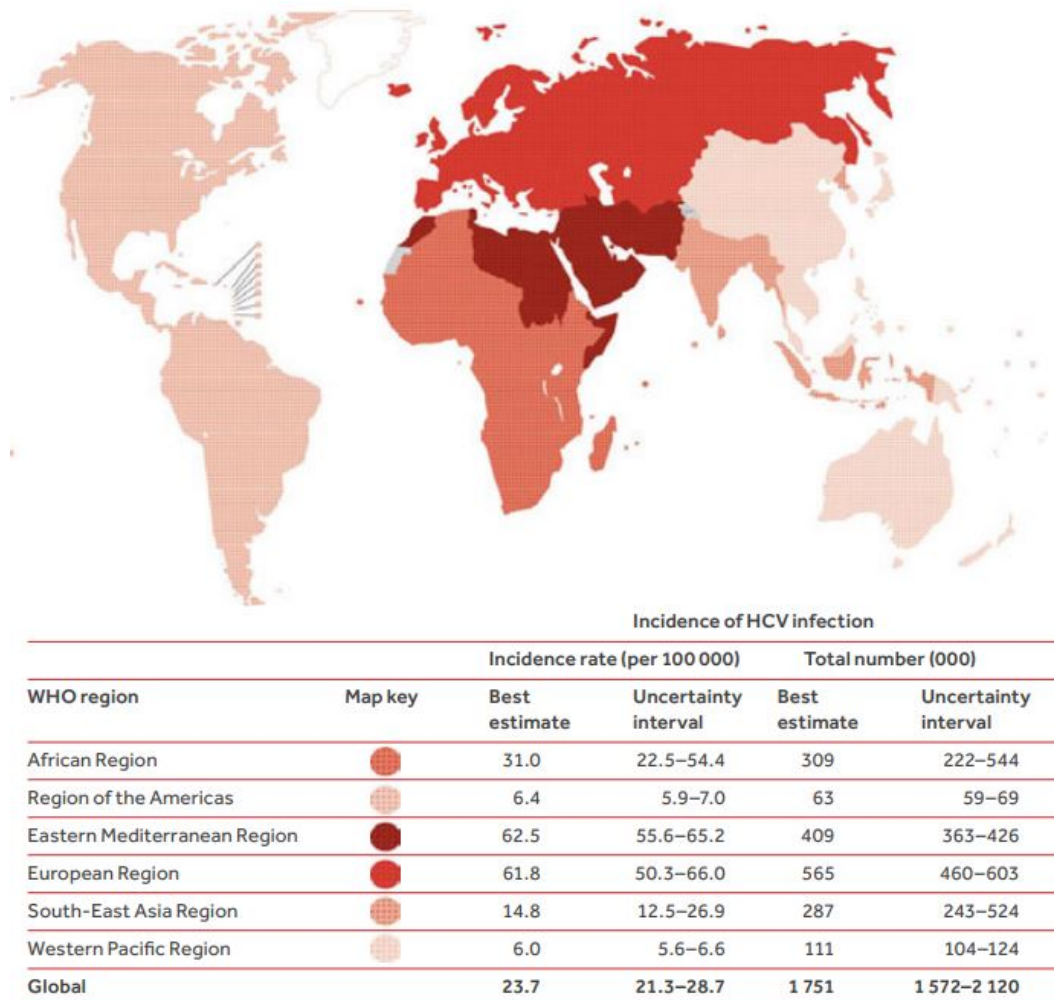 Incidence of HCV infection
Incidence rate (per 100 000) Total number (000)
WHO region Map key Best estimate Uncertainty interval Best estimate Uncertainty interval
African Region 31.0 22.5–54.4 309 222–544
Region of the Americas 6.4 5.9–7.0 63 59–69
Eastern Mediterranean Region 62.5 55.6–65.2 409 363–426
European Region 61.8 50.3–66.0 565 460–603
South-East Asia Region 14.8 12.5–26.9 287 243–524
Western Pacific Region 6.0 5.6–6.6 111 104–124
Global 23.7 21.3–28.7 1 751 1 572–2 120